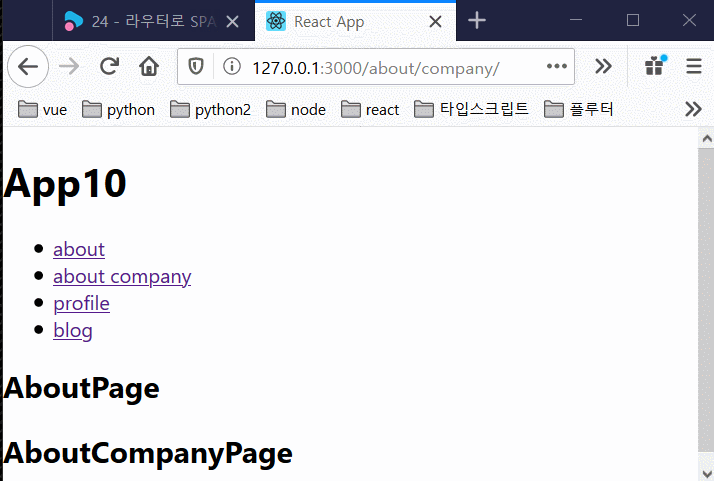 24 - 라우터로 SPA
React App
127.0.0.1:3000/about/company/
vue python python2 node react 타입스크립트 플루터
App10
about
about company
profile
blog
AboutPage
AboutCompanyPage